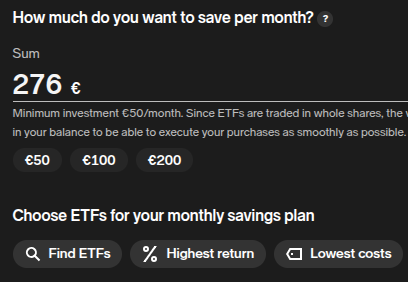 How much do you want to save per month? ?
Sum
276 €
Minimum investment €50/month. Since ETFs are traded in whole shares, the
in your balance to be able to execute your purchases as smoothly as possible.
€50 €100 €200
Choose ETFs for your monthly savings plan
Find ETFs % Highest return Lowest costs